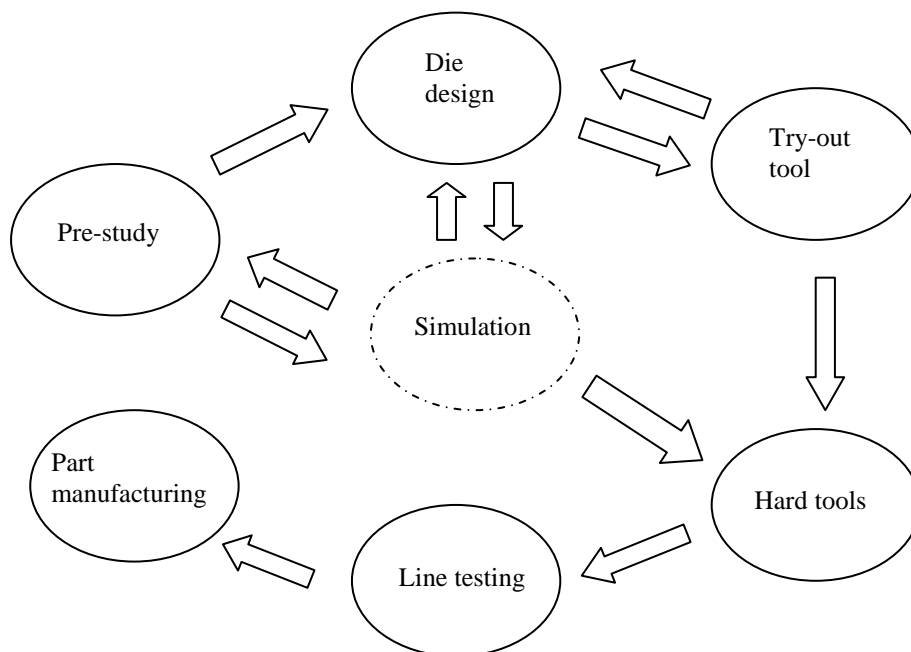 Die
design
Try-out
tool
Pre-study
Simulation
Part
manufacturing
Hard tools
Line testing